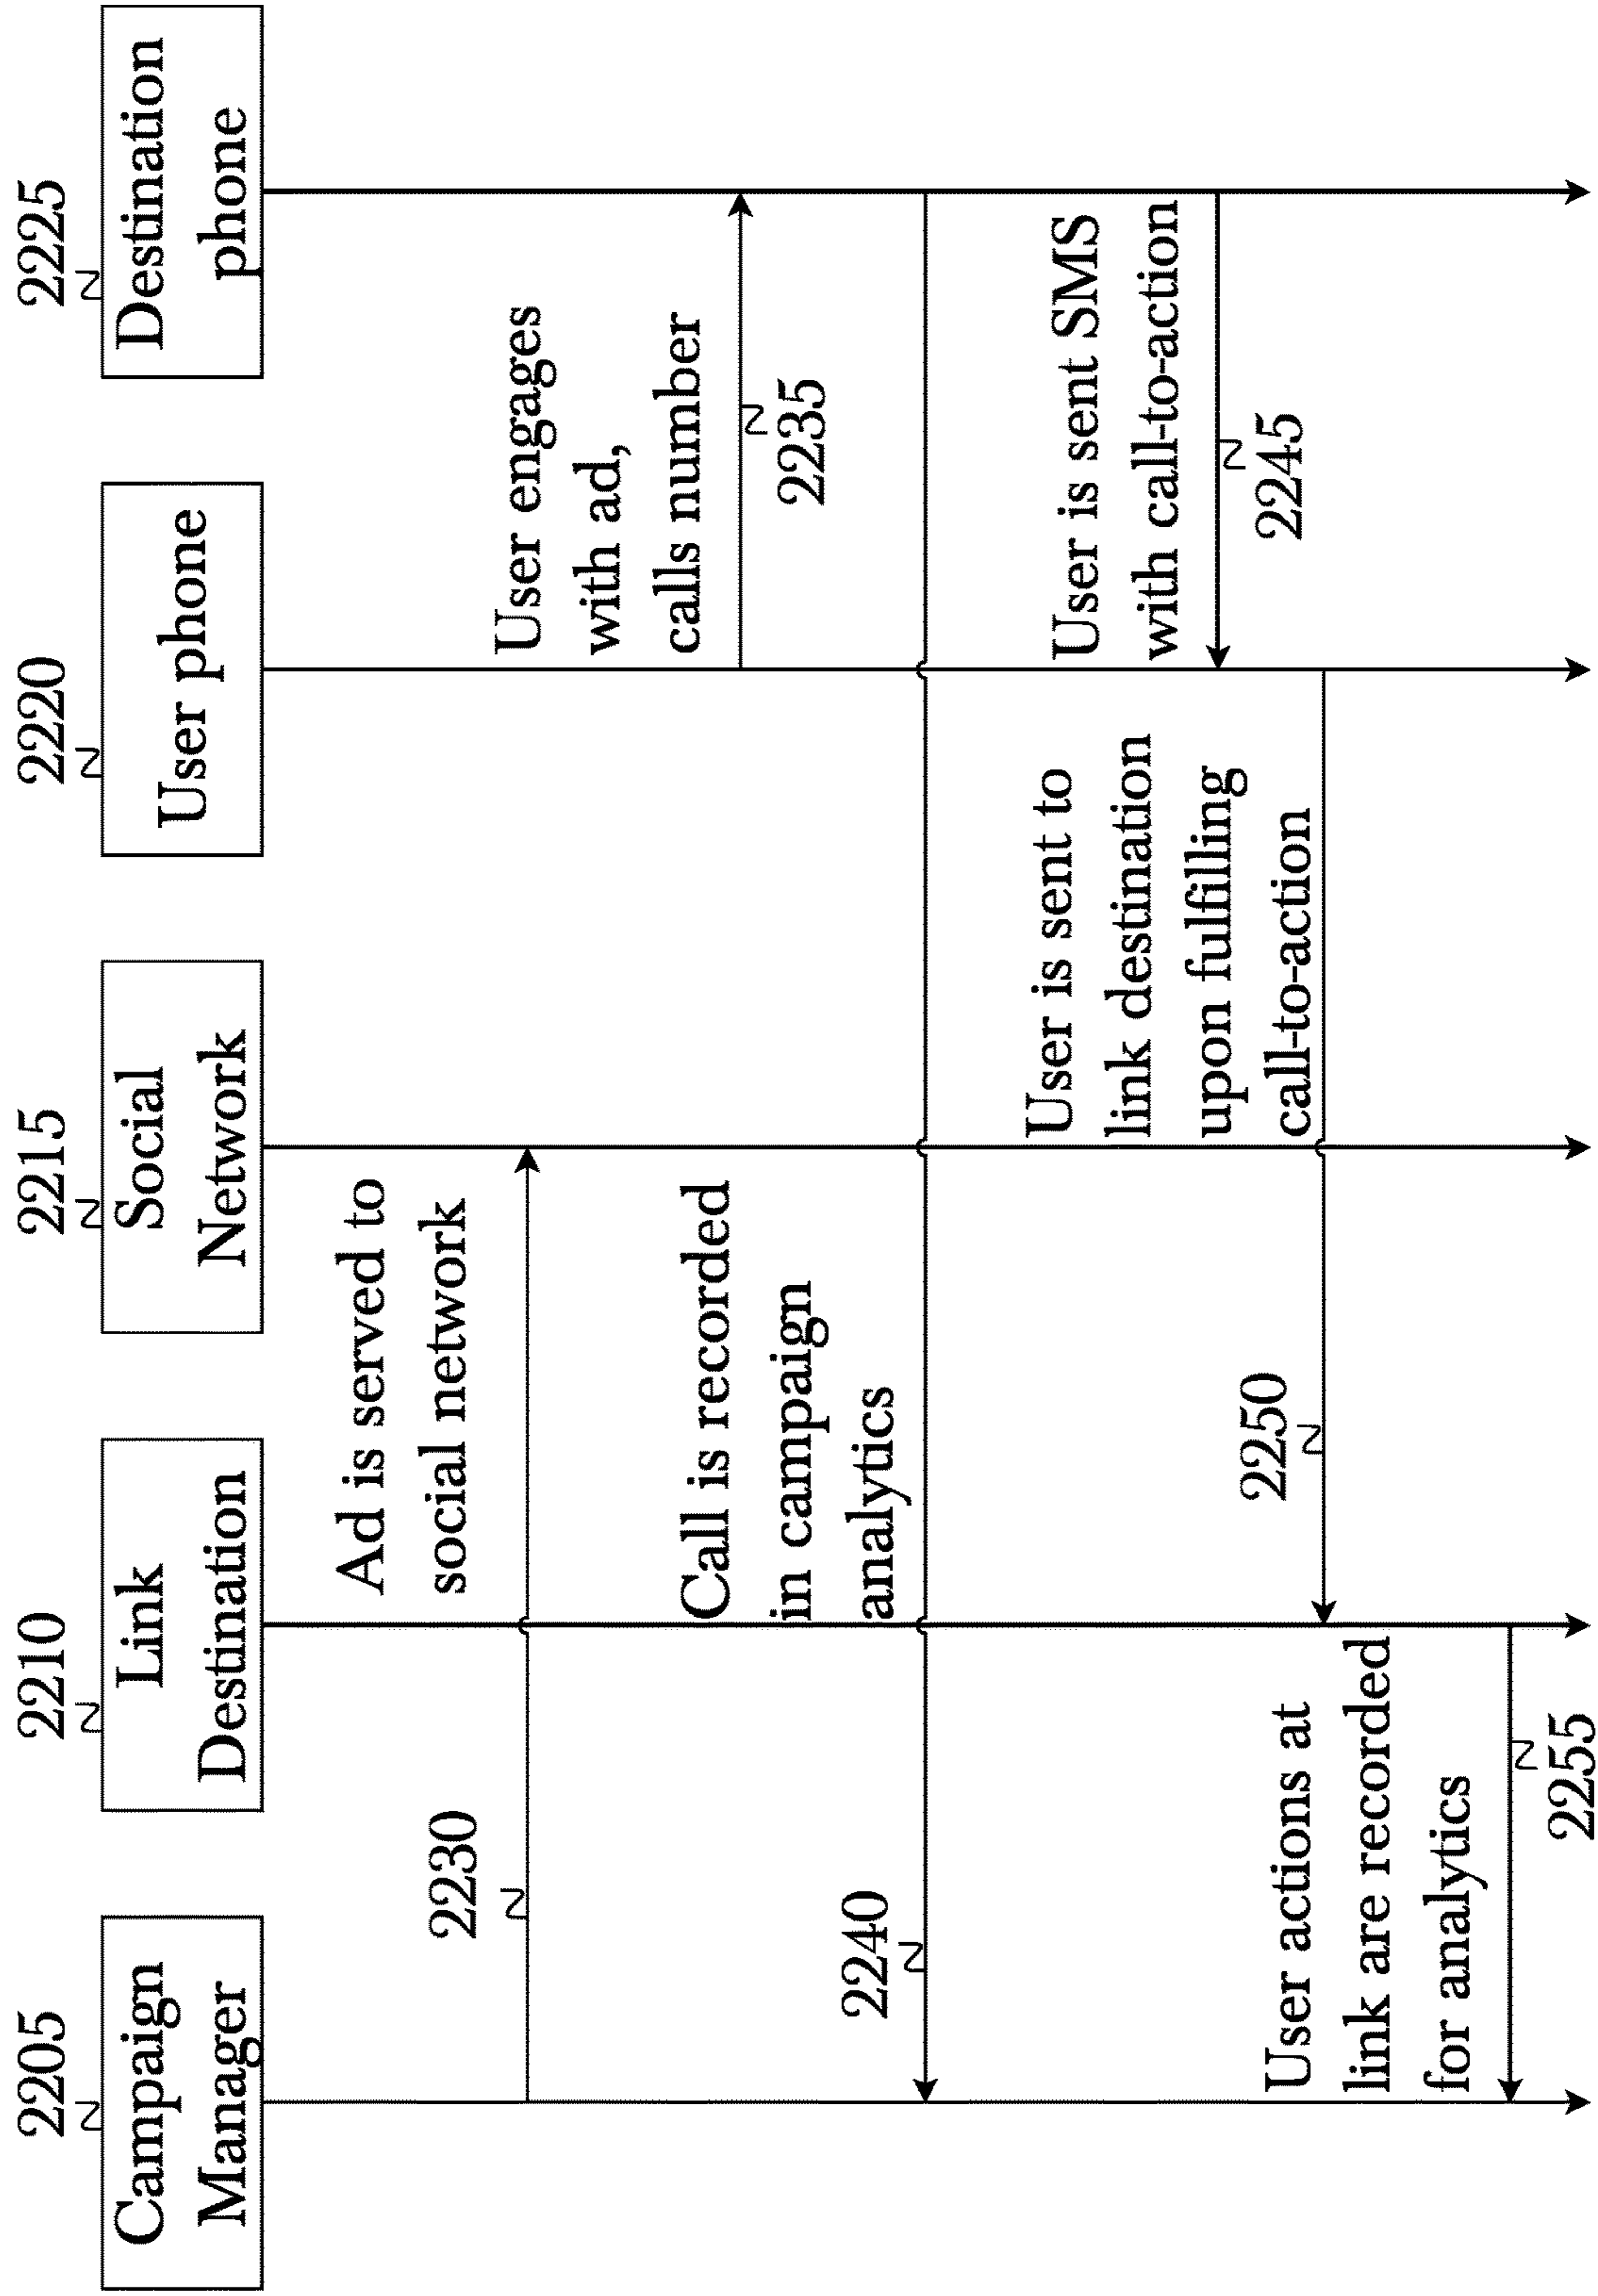 2205
Campaign
Manager
2210
Link
Destination
2215
Social
Network
2220
User phone
2225
Destination
phone
Ad is served to
social network
2230
User engages
with ad,
calls number
2235
Call is recorded
in campaign
analytics
2240
User is sent SMS
with call-to-action
2245
User is sent to
link destination
upon fulfilling
call-to-action
2250
User actions at
link are recorded
for analytics
2255